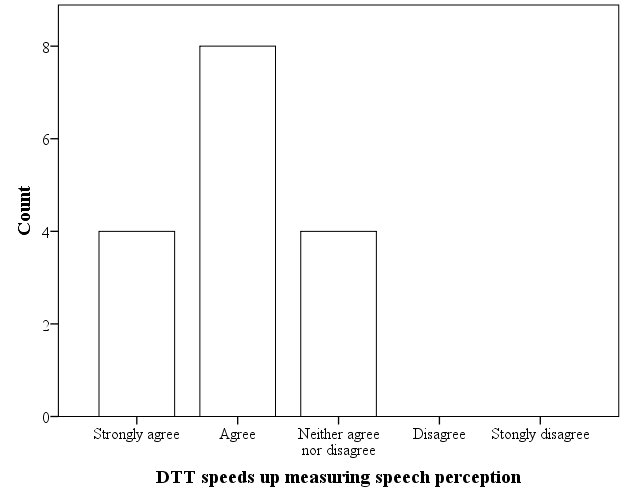 8
6
4
2
0
Count
Strongly agree
Agree
Neither agree
nor disagree
Disagree
Stongly disagree
DTT speeds up measuring speech perception